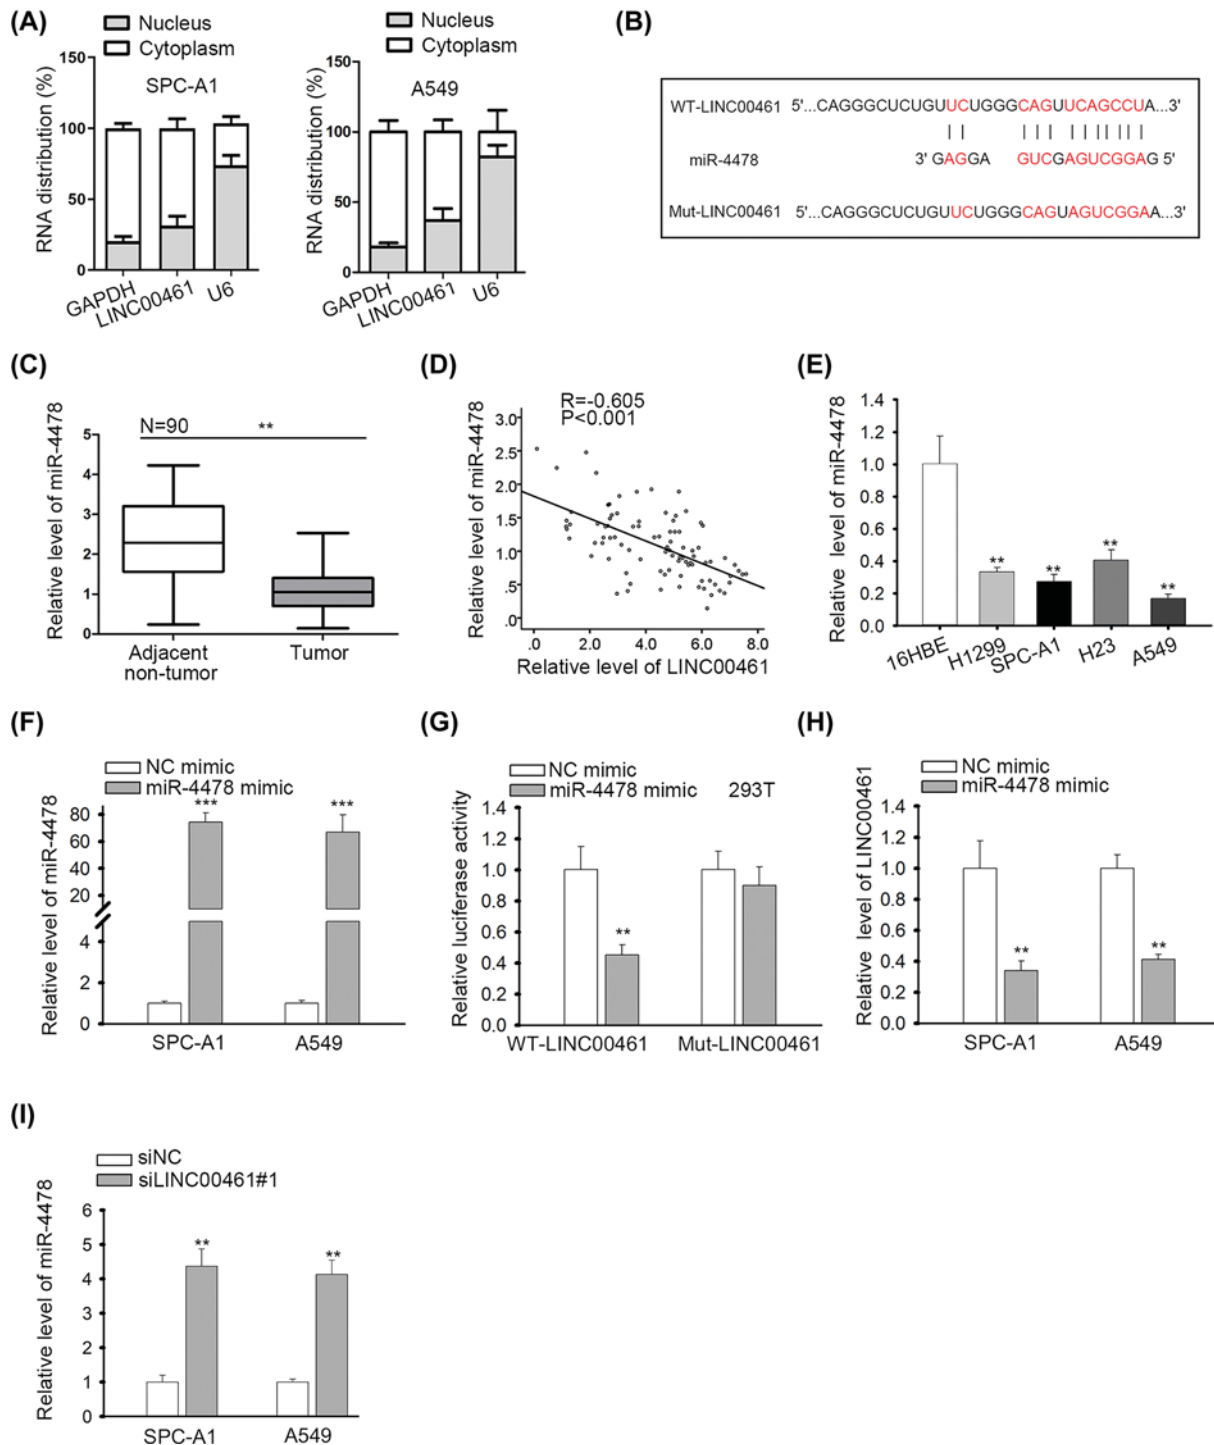 (A)
Nucleus
Cytoplasm
RNA distribution (%)
150
100
50
0
SPC-A1
GAPDH
LINC00461
U6
Nucleus
Cytoplasm
RNA distribution (%)
150
100
50
0
A549
GAPDH
LINC00461
U6
(B)
WT-LINC00461 5'...CAGGGCUCUGUUCUGGGCAGUUCAGCCUA...3'
miR-4478 3' GAGGA GUCGAGUCGGAG 5'
Mut-LINC00461 5'...CAGGGCUCUGUUCUGGGCAGUAGUCGGAA...3'
(C)
Relative level of miR-4478
N=90
**
5
4
3
2
1
0
Adjacent
non-tumor
Tumor
(D)
R=-0.605
P<0.001
Relative level of miR-4478
3.0
2.0
1.5
1.0
.5
.0
.0 2.0 4.0 6.0 8.0
Relative level of LINC00461
(E)
Relative level of miR-4478
1.4
1.2
1.0
0.8
0.6
0.4
0.2
0.0
** ** ** **
16HBE
H1299
SPC-A1
H23
A549
(F)
NC mimic
miR-4478 mimic
Relative level of miR-4478
80
60
40
20
4
2
0
*** ***
SPC-A1 A549
(G)
NC mimic
miR-4478 mimic 293T
Relative luciferase activity
1.4
1.2
1.0
0.8
0.6
0.4
0.2
0.0
**
WT-LINC00461 Mut-LINC00461
(H)
NC mimic
miR-4478 mimic
Relative level of LINC00461
1.4
1.2
1.0
0.8
0.6
0.4
0.2
0.0
** **
SPC-A1 A549
(I)
siNC
siLINC00461#1
Relative level of miR-4478
6
5
4
3
2
1
0
** **
SPC-A1 A549